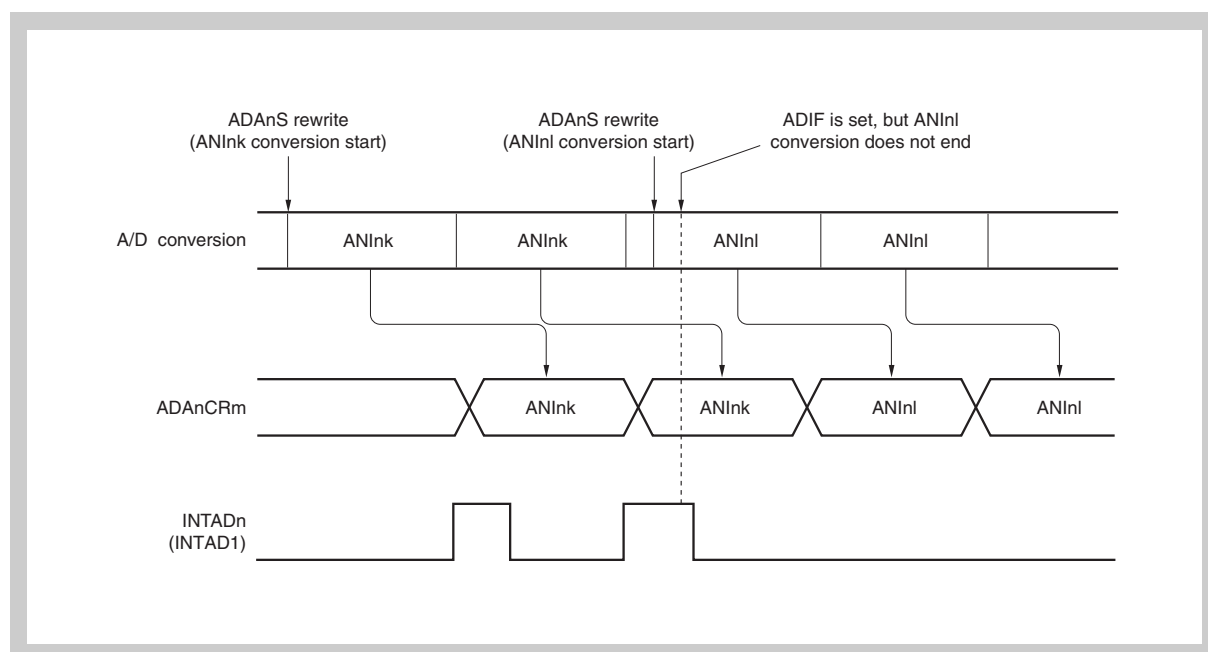 ADAnS rewrite
(ANInk conversion start)
ADAnS rewrite
(ANInl conversion start)
ADIF is set, but ANInl
conversion does not end
A/D conversion
ANInk
ANInk
ANInl
ANInl
ADAnCRm
ANInk
ANInk
ANInl
ANInl
INTADn
(INTAD1)